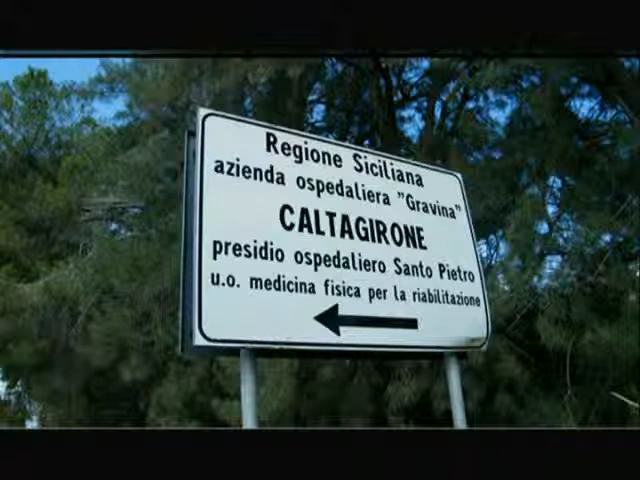 Regione Siciliana
azienda ospedaliera "Gravina"
CALTAGIRONE
presidio ospedaliero Santo Pietro
u.o. medicina fisica per la riabilitazione